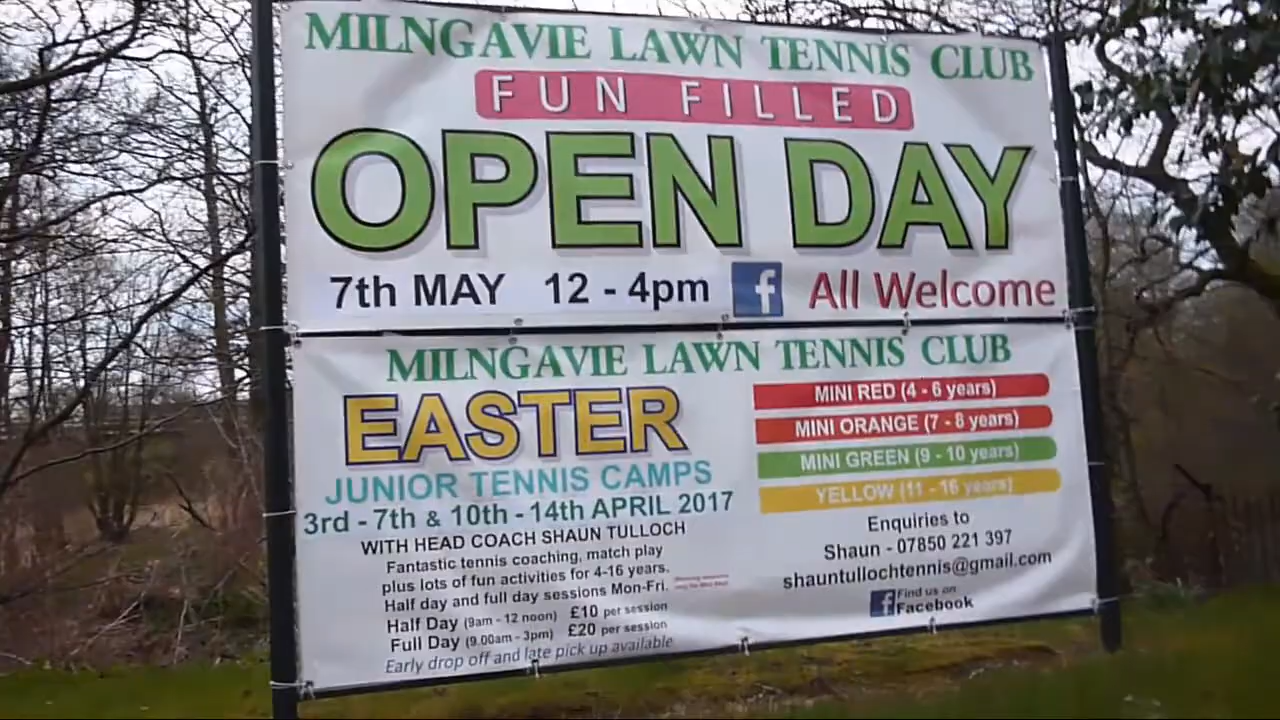 MILNGAVIE LAWN TENNIS CLUB
FUN FILLED
OPEN DAY
7th MAY 12 - 4pm f All Welcome
MILNGAVIE LAWN TENNIS CLUB
EASTER
JUNIOR TENNIS CAMPS
3rd - 7th & 10th - 14th APRIL 2017
WITH HEAD COACH SHAUN TULLOCH
Fantastic tennis coaching, match play
plus lots of fun activities for 4-16 years.
Half day and full day sessions Mon-Fri.
Half Day (9am - 12 noon) £10 per session
Full Day (9.00am - 3pm) £20 per session
Early drop off and late pick up available
MINI RED (4 - 6 years)
MINI ORANGE (7 - 8 years)
MINI GREEN (9 - 10 years)
YELLOW (11 - 16 years)
Enquiries to
Shaun - 07850 221 397
shauntullochtennis@gmail.com
f Find us on
Facebook